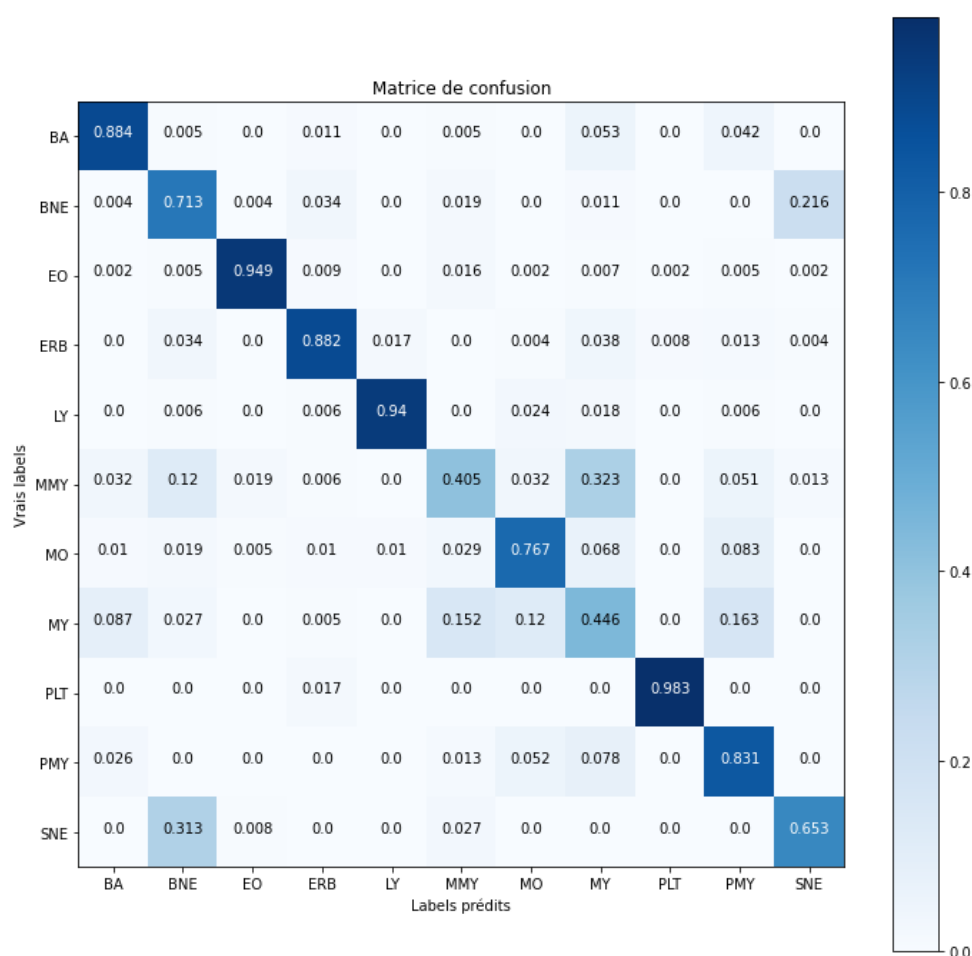 Matrice de confusion
BA 0.884 0.005 0.0 0.011 0.0 0.005 0.0 0.053 0.0 0.042 0.0
BNE 0.004 0.713 0.004 0.034 0.0 0.019 0.0 0.011 0.0 0.0 0.216
EO 0.002 0.005 0.949 0.009 0.0 0.016 0.002 0.007 0.002 0.005 0.002
ERB 0.0 0.034 0.0 0.882 0.017 0.0 0.004 0.038 0.008 0.013 0.004
LY 0.0 0.006 0.0 0.006 0.94 0.0 0.024 0.018 0.0 0.006 0.0
MMY 0.032 0.12 0.019 0.006 0.0 0.405 0.032 0.323 0.0 0.051 0.013
MO 0.01 0.019 0.005 0.01 0.01 0.029 0.767 0.068 0.0 0.083 0.0
MY 0.087 0.027 0.0 0.005 0.0 0.152 0.12 0.446 0.0 0.163 0.0
PLT 0.0 0.0 0.0 0.017 0.0 0.0 0.0 0.0 0.983 0.0 0.0
PMY 0.026 0.0 0.0 0.0 0.0 0.013 0.052 0.078 0.0 0.831 0.0
SNE 0.0 0.313 0.008 0.0 0.0 0.027 0.0 0.0 0.0 0.0 0.653
BA BNE EO ERB LY MMY MO MY PLT PMY SNE
Labels prédits
Vrais labels
0.8
0.6
0.4
0.2
0.0